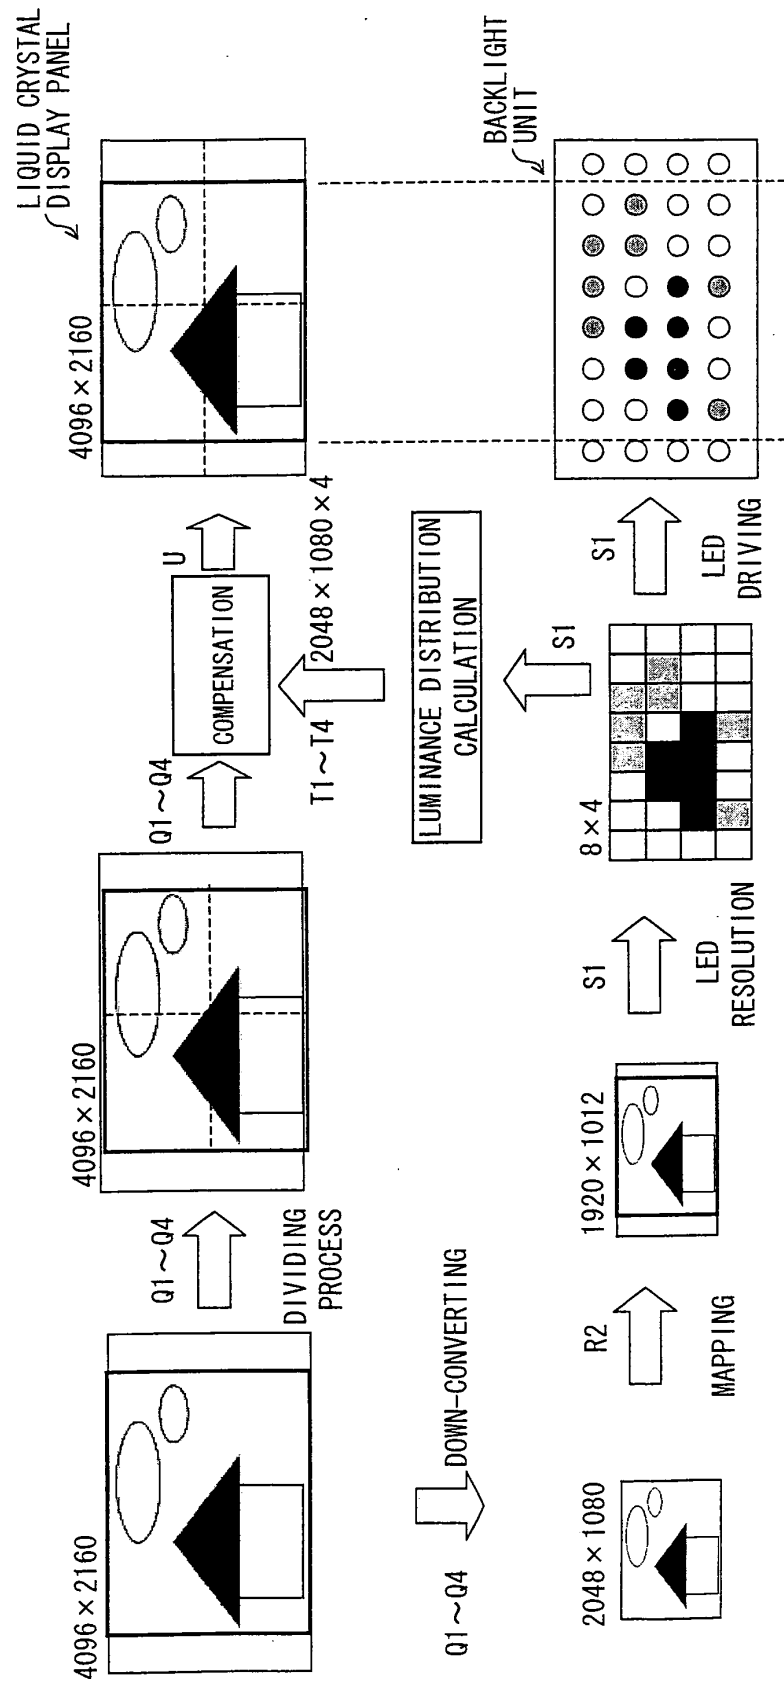 4096×2160
Q1~Q4
DIVIDING
PROCESS
4096×2160
Q1~Q4
COMPENSATION
U
4096×2160
LIQUID CRYSTAL
DISPLAY PANEL
T1~T4
2048×1080×4
Q1~Q4
DOWN-CONVERTING
LUMINANCE DISTRIBUTION
CALCULATION
S1
2048×1080
R2
MAPPING
1920×1012
S1
LED
RESOLUTION
8×4
S1
LED
DRIVING
BACKLIGHT
UNIT